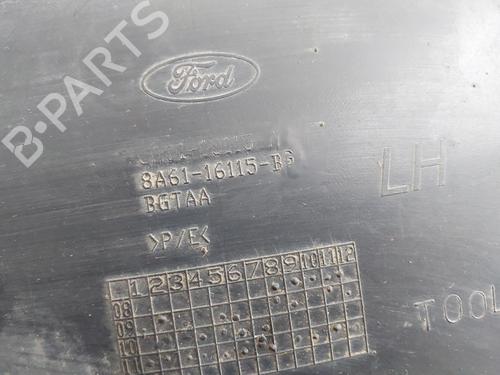 B-PARTS
Ford
8A61-16115-BG
BGTAA
LH
>P/E<
1 2 3 4 5 6 7 8 9 10 11 12
08
09
10
11
TOOL